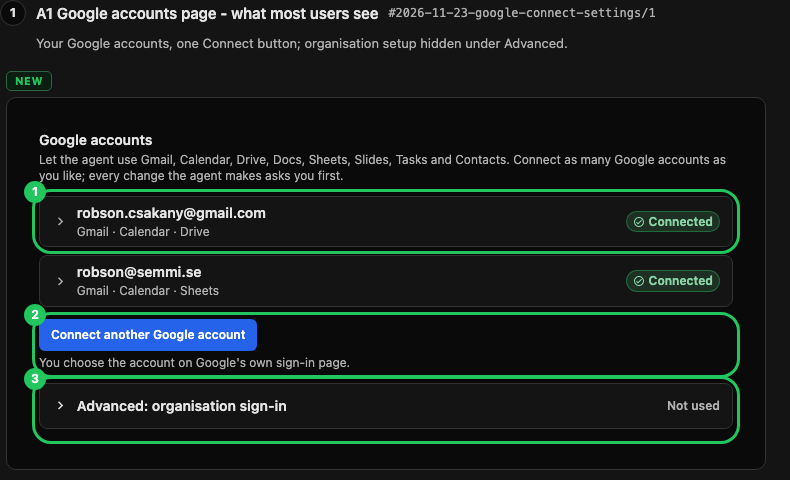 1 A1 Google accounts page - what most users see #2026-11-23-google-connect-settings/1
Your Google accounts, one Connect button; organisation setup hidden under Advanced.
NEW
Google accounts
Let the agent use Gmail, Calendar, Drive, Docs, Sheets, Slides, Tasks and Contacts. Connect as many Google accounts as
you like; every change the agent makes asks you first.
1
robson.csakany@gmail.com
Gmail · Calendar · Drive
Connected
robson@semmi.se
Gmail · Calendar · Sheets
Connected
2
Connect another Google account
You choose the account on Google's own sign-in page.
3
Advanced: organisation sign-in
Not used